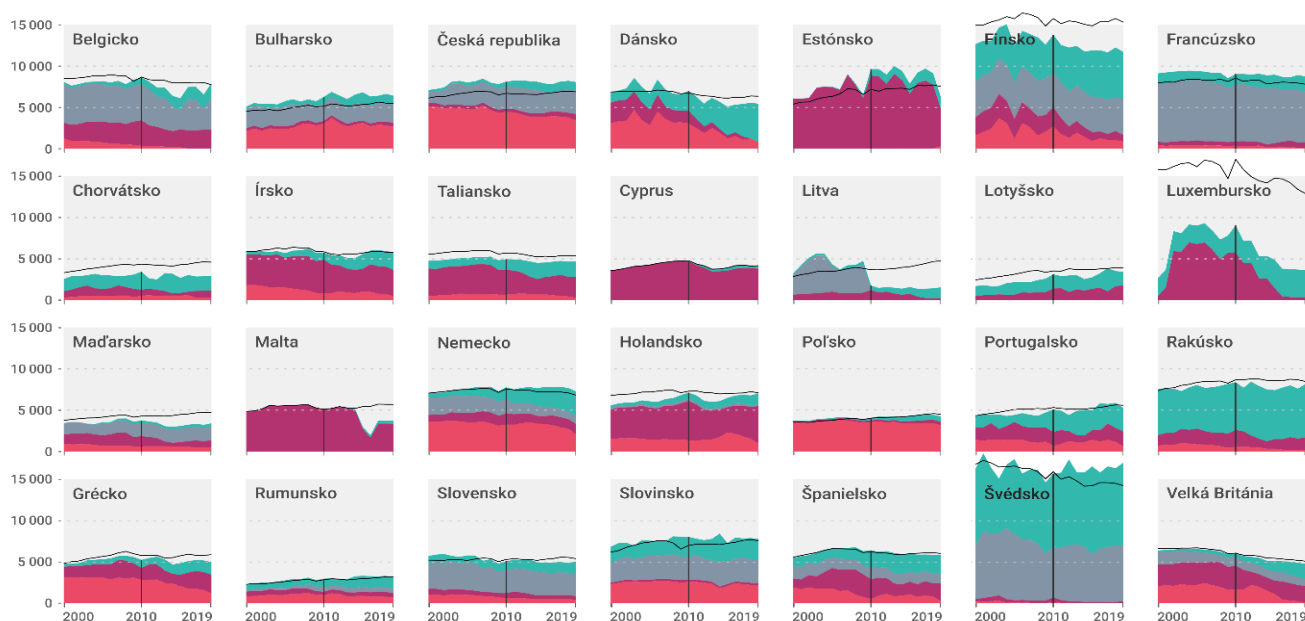 15 000
10 000
5 000
0
Belgicko
Bulharsko
Česká republika
Dánsko
Estónsko
Fínsko
Francúzsko
15 000
10 000
5 000
0
Chorvátsko
Írsko
Taliansko
Cyprus
Litva
Lotyšsko
Luxembursko
15 000
10 000
5 000
0
Maďarsko
Malta
Nemecko
Holandsko
Poľsko
Portugalsko
Rakúsko
15 000
10 000
5 000
0
Grécko
Rumunsko
Slovensko
Slovinsko
Španielsko
Švédsko
Velká Británia
2000 2010 2019
2000 2010 2019
2000 2010 2019
2000 2010 2019
2000 2010 2019
2000 2010 2019
2000 2010 2019